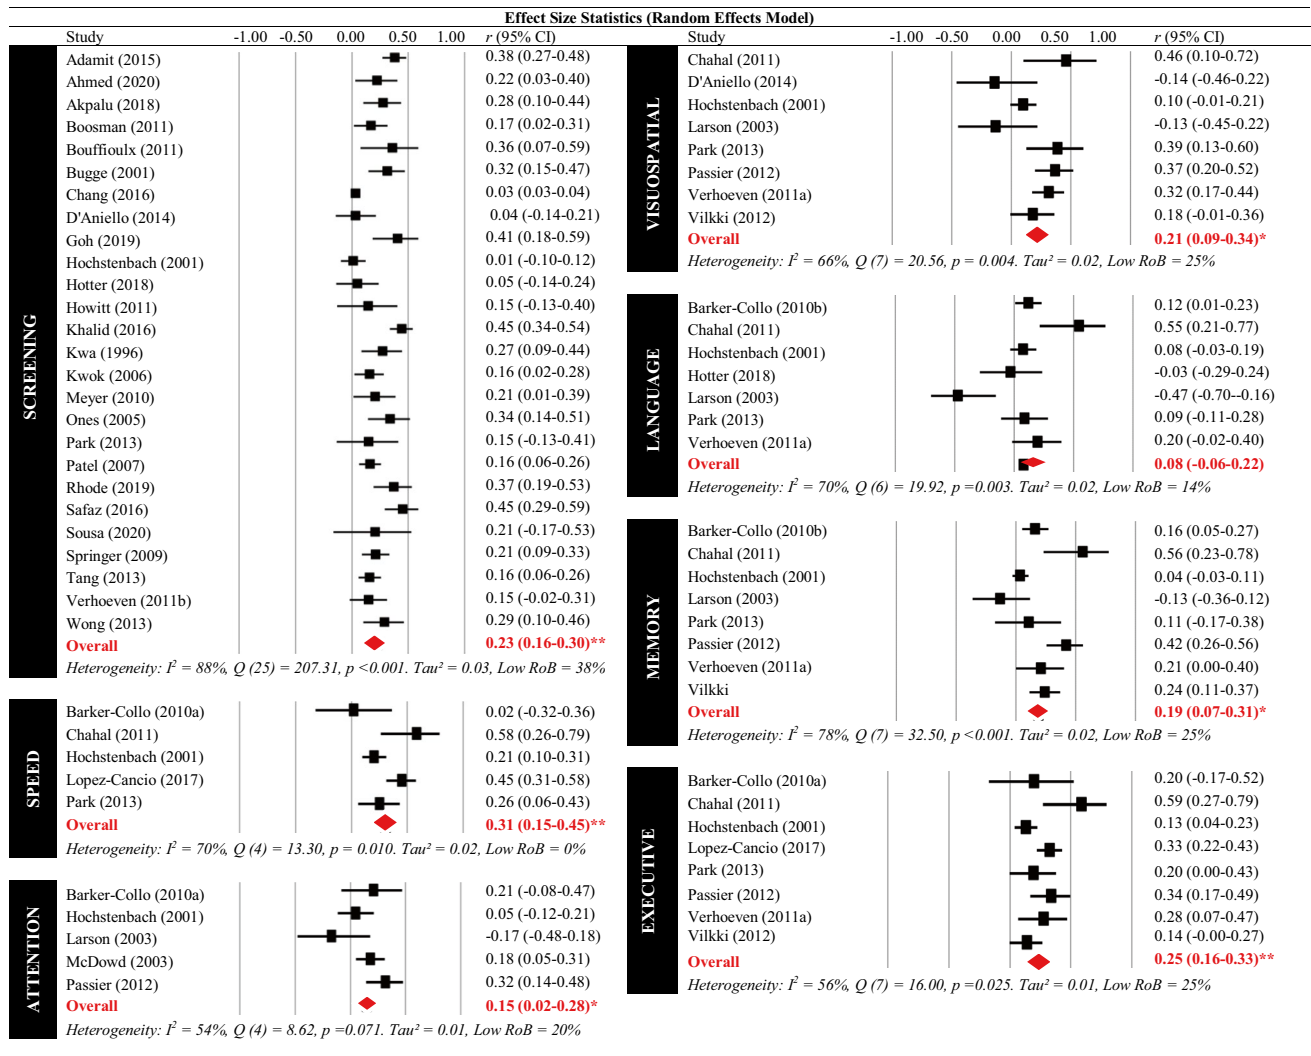 Effect Size Statistics (Random Effects Model)
Study -1.00 -0.50 0.00 0.50 1.00 r (95% CI)
SCREENING
Adamit (2015) 0.38 (0.27-0.48)
Ahmed (2020) 0.22 (0.03-0.40)
Akpalu (2018) 0.28 (0.10-0.44)
Boosman (2011) 0.17 (0.02-0.31)
Bouffioulx (2011) 0.36 (0.07-0.59)
Bugge (2001) 0.32 (0.15-0.47)
Chang (2016) 0.03 (0.03-0.04)
D'Aniello (2014) 0.04 (-0.14-0.21)
Goh (2019) 0.41 (0.18-0.59)
Hochstenbach (2001) 0.01 (-0.10-0.12)
Hotter (2018) 0.05 (-0.14-0.24)
Howitt (2011) 0.15 (-0.13-0.40)
Khalid (2016) 0.45 (0.34-0.54)
Kwa (1996) 0.27 (0.09-0.44)
Kwok (2006) 0.16 (0.02-0.28)
Meyer (2010) 0.21 (0.01-0.39)
Ones (2005) 0.34 (0.14-0.51)
Park (2013) 0.15 (-0.13-0.41)
Patel (2007) 0.16 (0.06-0.26)
Rhode (2019) 0.37 (0.19-0.53)
Safaz (2016) 0.45 (0.29-0.59)
Sousa (2020) 0.21 (-0.17-0.53)
Springer (2009) 0.21 (0.09-0.33)
Tang (2013) 0.16 (0.06-0.26)
Verhoeven (2011b) 0.15 (-0.02-0.31)
Wong (2013) 0.29 (0.10-0.46)
Overall 0.23 (0.16-0.30)**
Heterogeneity: I² = 88%, Q (25) = 207.31, p <0.001. Tau² = 0.03, Low RoB = 38%
SPEED
Barker-Collo (2010a) 0.02 (-0.32-0.36)
Chahal (2011) 0.58 (0.26-0.79)
Hochstenbach (2001) 0.21 (0.10-0.31)
Lopez-Cancio (2017) 0.45 (0.31-0.58)
Park (2013) 0.26 (0.06-0.43)
Overall 0.31 (0.15-0.45)**
Heterogeneity: I² = 70%, Q (4) = 13.30, p = 0.010. Tau² = 0.02, Low RoB = 0%
ATTENTION
Barker-Collo (2010a) 0.21 (-0.08-0.47)
Hochstenbach (2001) 0.05 (-0.12-0.21)
Larson (2003) -0.17 (-0.48-0.18)
McDowd (2003) 0.18 (0.05-0.31)
Passier (2012) 0.32 (0.14-0.48)
Overall 0.15 (0.02-0.28)*
Heterogeneity: I² = 54%, Q (4) = 8.62, p =0.071. Tau² = 0.01, Low RoB = 20%
Study -1.00 -0.50 0.00 0.50 1.00 r (95% CI)
VISUOSPATIAL
Chahal (2011) 0.46 (0.10-0.72)
D'Aniello (2014) -0.14 (-0.46-0.22)
Hochstenbach (2001) 0.10 (-0.01-0.21)
Larson (2003) -0.13 (-0.45-0.22)
Park (2013) 0.39 (0.13-0.60)
Passier (2012) 0.37 (0.20-0.52)
Verhoeven (2011a) 0.32 (0.17-0.44)
Vilkki (2012) 0.18 (-0.01-0.36)
Overall 0.21 (0.09-0.34)*
Heterogeneity: I² = 66%, Q (7) = 20.56, p = 0.004. Tau² = 0.02, Low RoB = 25%
LANGUAGE
Barker-Collo (2010b) 0.12 (0.01-0.23)
Chahal (2011) 0.55 (0.21-0.77)
Hochstenbach (2001) 0.08 (-0.03-0.19)
Hotter (2018) -0.03 (-0.29-0.24)
Larson (2003) -0.47 (-0.70--0.16)
Park (2013) 0.09 (-0.11-0.28)
Verhoeven (2011a) 0.20 (-0.02-0.40)
Overall 0.08 (-0.06-0.22)
Heterogeneity: I² = 70%, Q (6) = 19.92, p =0.003. Tau² = 0.02, Low RoB = 14%
MEMORY
Barker-Collo (2010b) 0.16 (0.05-0.27)
Chahal (2011) 0.56 (0.23-0.78)
Hochstenbach (2001) 0.04 (-0.03-0.11)
Larson (2003) -0.13 (-0.36-0.12)
Park (2013) 0.11 (-0.17-0.38)
Passier (2012) 0.42 (0.26-0.56)
Verhoeven (2011a) 0.21 (0.00-0.40)
Vilkki 0.24 (0.11-0.37)
Overall 0.19 (0.07-0.31)*
Heterogeneity: I² = 78%, Q (7) = 32.50, p <0.001. Tau² = 0.02, Low RoB = 25%
EXECUTIVE
Barker-Collo (2010a) 0.20 (-0.17-0.52)
Chahal (2011) 0.59 (0.27-0.79)
Hochstenbach (2001) 0.13 (0.04-0.23)
Lopez-Cancio (2017) 0.33 (0.22-0.43)
Park (2013) 0.20 (0.00-0.43)
Passier (2012) 0.34 (0.17-0.49)
Verhoeven (2011a) 0.28 (0.07-0.47)
Vilkki (2012) 0.14 (-0.00-0.27)
Overall 0.25 (0.16-0.33)**
Heterogeneity: I² = 56%, Q (7) = 16.00, p=0.025. Tau² = 0.01, Low RoB = 25%